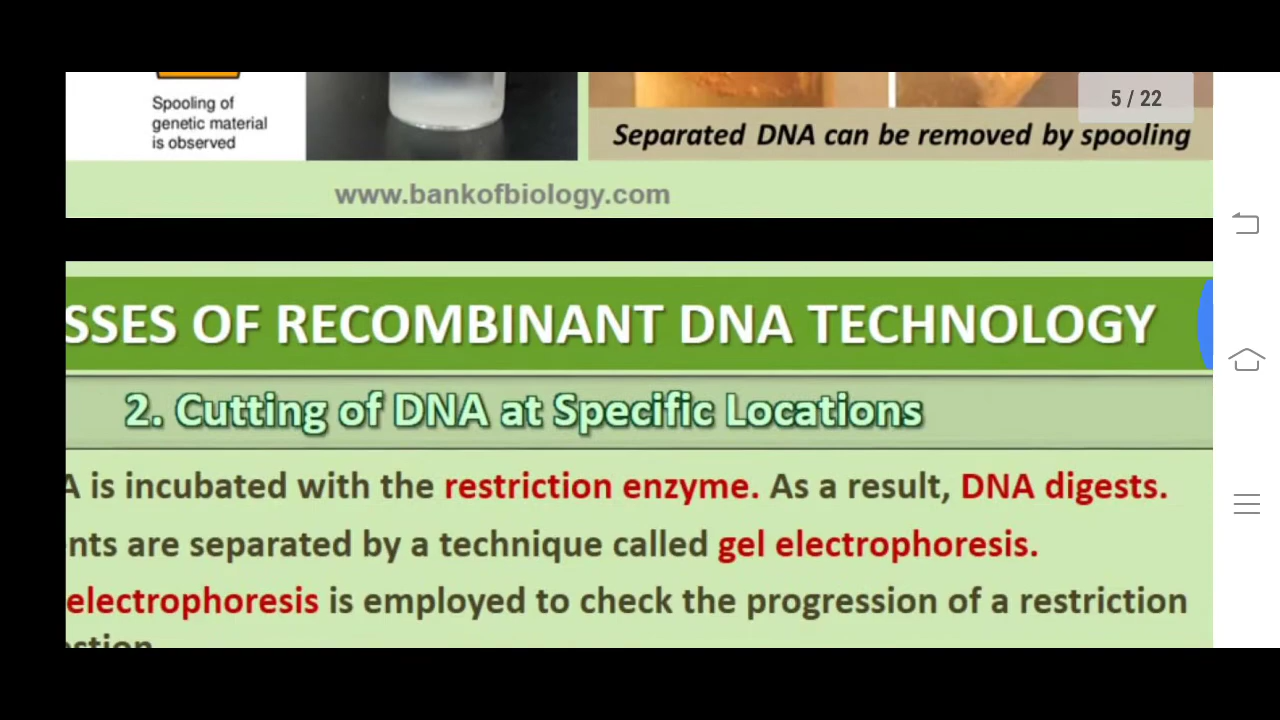 Spooling of
genetic material
is observed
5 / 22
Separated DNA can be removed by spooling
www.bankofbiology.com
SSES OF RECOMBINANT DNA TECHNOLOGY
2. Cutting of DNA at Specific Locations
A is incubated with the restriction enzyme. As a result, DNA digests.
nts are separated by a technique called gel electrophoresis.
electrophoresis is employed to check the progression of a restriction